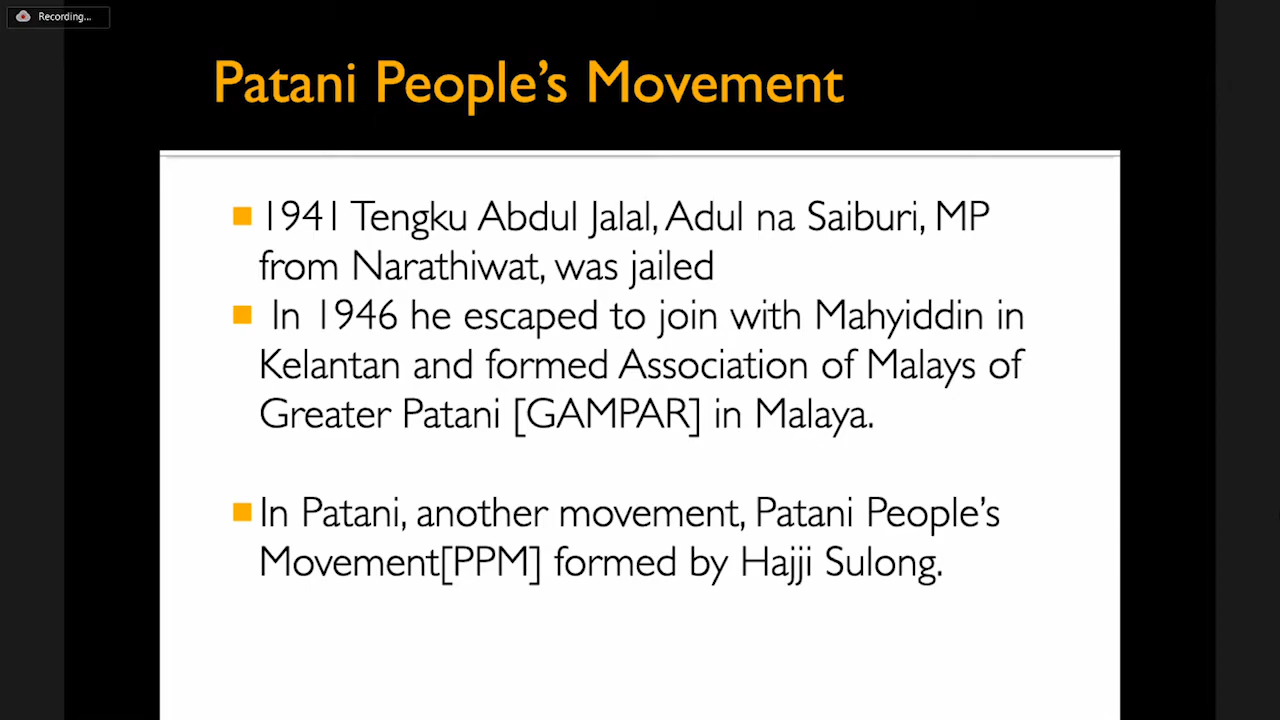 Recording...
Patani People’s Movement
1941 Tengku Abdul Jalal, Adul na Saiburi, MP
from Narathiwat, was jailed
In 1946 he escaped to join with Mahyiddin in
Kelantan and formed Association of Malays of
Greater Patani [GAMPAR] in Malaya.
In Patani, another movement, Patani People’s
Movement[PPM] formed by Hajji Sulong.